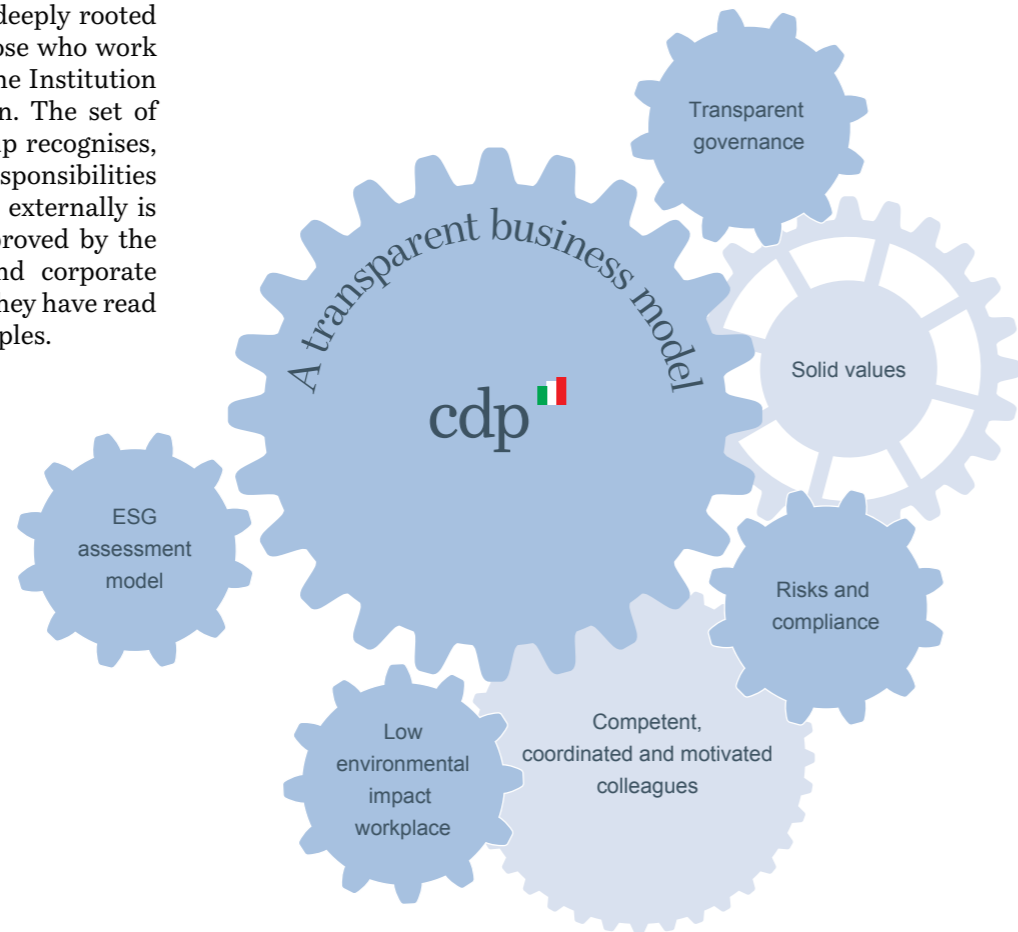 deeply rooted
ose who work
he Institution
n. The set of
p recognises,
sponsibilities
externally is
proved by the
nd corporate
they have read
ples.
Transparent
governance
A transparent business model
cdp
Solid values
ESG
assessment
model
Risks and
compliance
Low
environmental
impact
workplace
Competent,
coordinated and motivated
colleagues